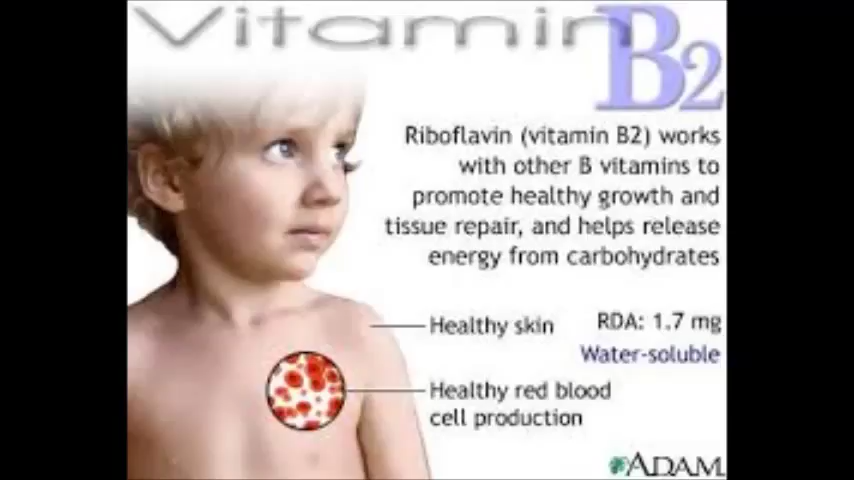 Vitamin B2
Riboflavin (vitamin B2) works
with other B vitamins to
promote healthy growth and
tissue repair, and helps release
energy from carbohydrates
Healthy skin
RDA: 1.7 mg
Water-soluble
Healthy red blood
cell production
ADAM